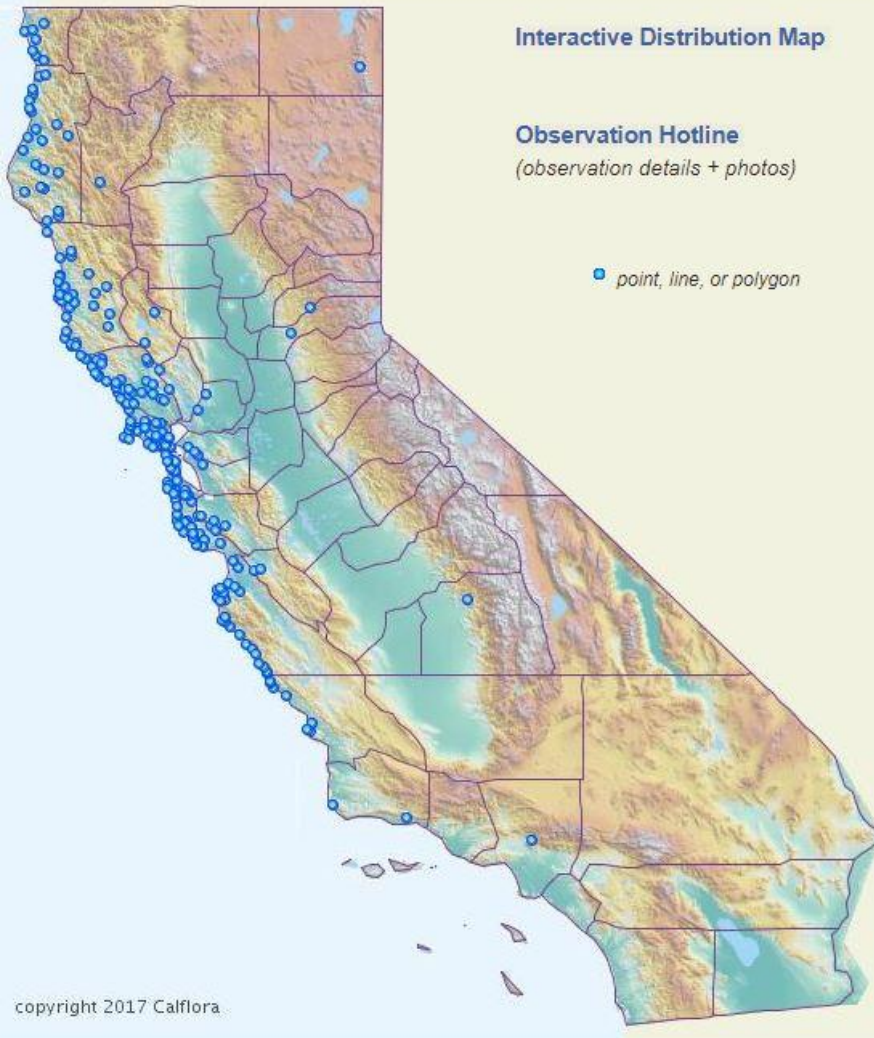 Interactive Distribution Map
Observation Hotline
(observation details + photos)
point, line, or polygon
copyright 2017 Calflora